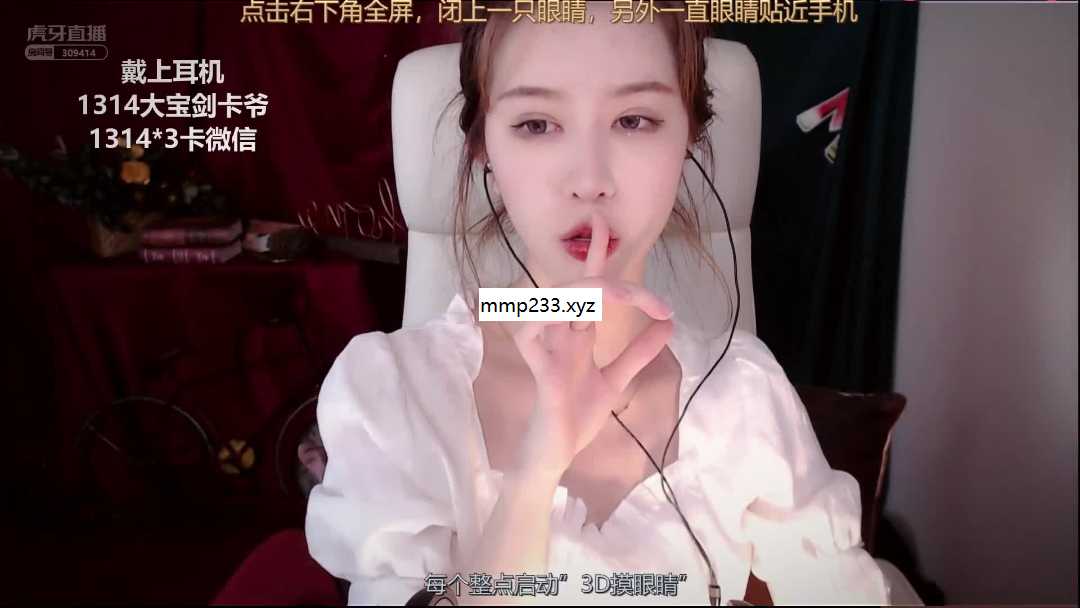 点击右下角全屏，闭上一只眼睛，另外一直眼睛贴近手机
虎牙直播
房间号 309414
戴上耳机
1314大宝剑卡爷
1314*3卡微信
mmp233.xyz
每个整点启动”3D摸眼睛”